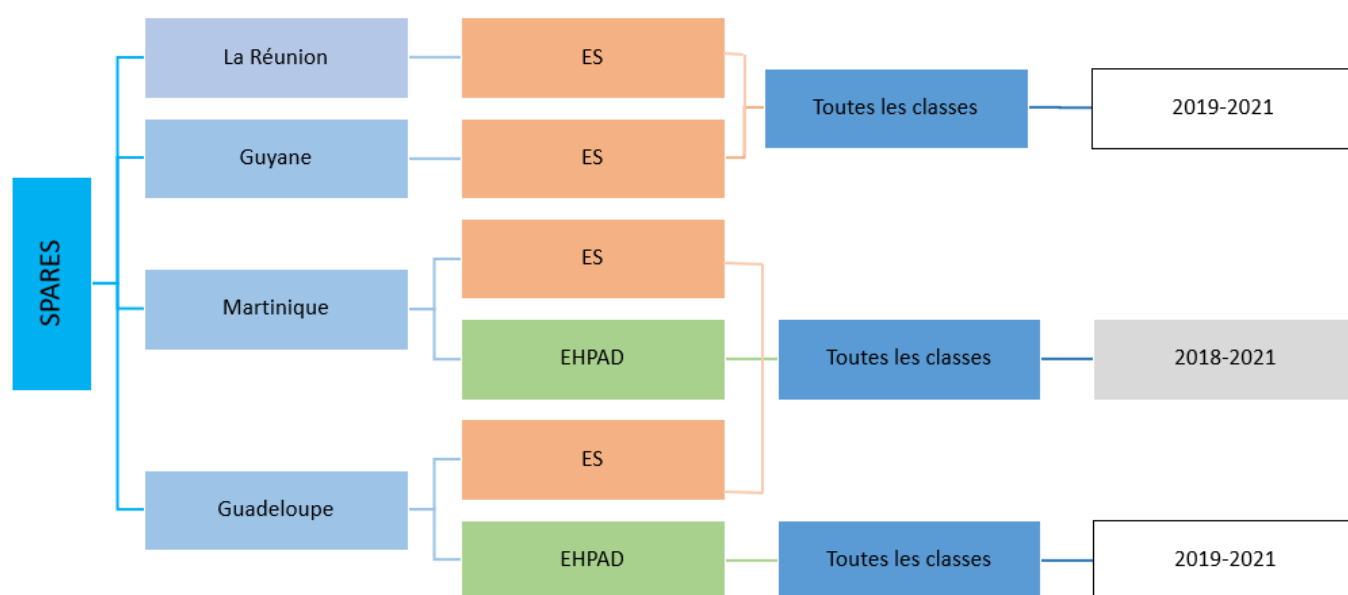 SPARES
La Réunion
ES
Toutes les classes
2019-2021
Guyane
ES
Martinique
ES
EHPAD
Toutes les classes
2018-2021
Guadeloupe
ES
EHPAD
Toutes les classes
2019-2021